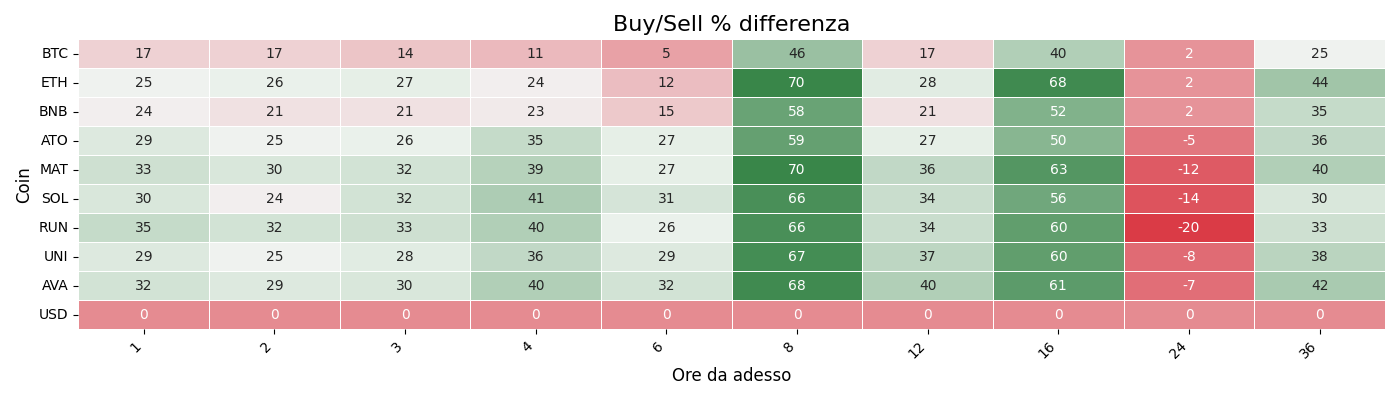 Buy/Sell % differenza
BTC 17 17 14 11 5 46 17 40 2 25
ETH 25 26 27 24 12 70 28 68 2 44
BNB 24 21 21 23 15 58 21 52 2 35
ATO 29 25 26 35 27 59 27 50 -5 36
MAT 33 30 32 39 27 70 36 63 -12 40
SOL 30 24 32 41 31 66 34 56 -14 30
RUN 35 32 33 40 26 66 34 60 -20 33
UNI 29 25 28 36 29 67 37 60 -8 38
AVA 32 29 30 40 32 68 40 61 -7 42
USD 0 0 0 0 0 0 0 0 0 0
Coin
1 2 3 4 6 8 12 16 24 36
Ore da adesso